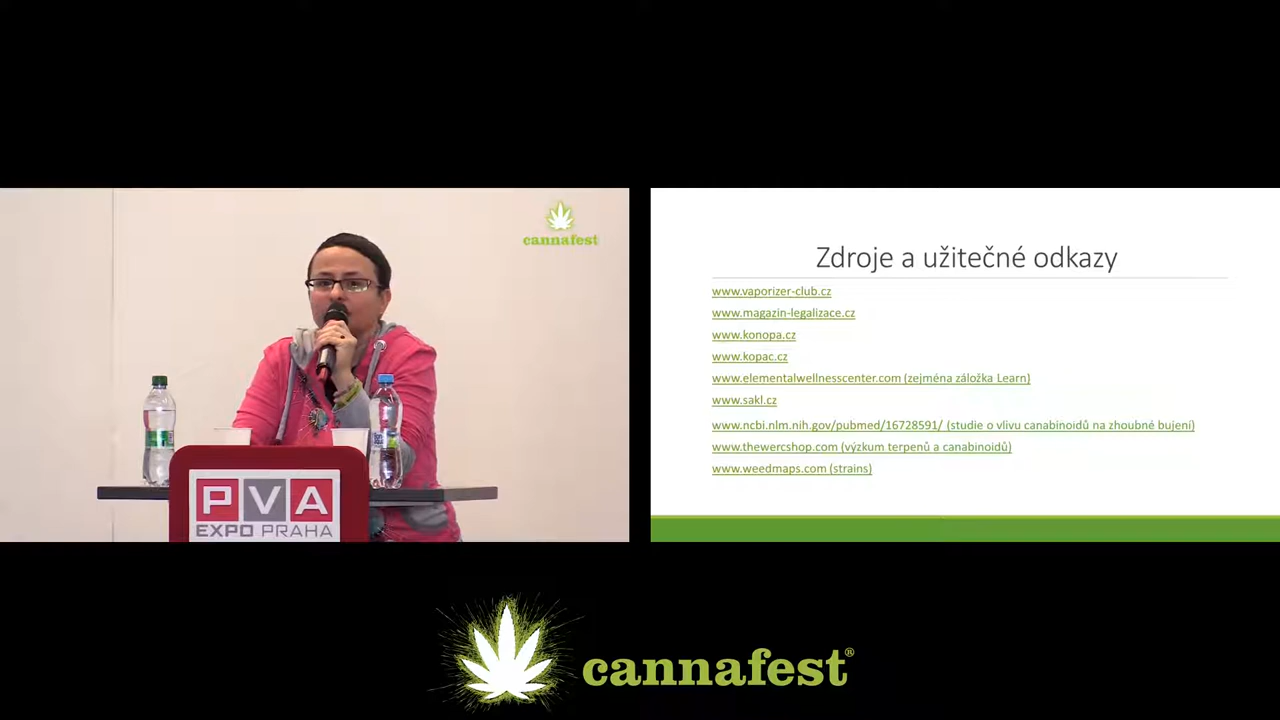 cannafest
PVA
EXPO PRAHA
Zdroje a užitečné odkazy
www.vaporizer-club.cz
www.magazin-legalizace.cz
www.konopa.cz
www.kopac.cz
www.elementalwellnesscenter.com (zejména záložka Learn)
www.sakl.cz
www.ncbi.nlm.nih.gov/pubmed/16728591/ (studie o vlivu canabinoidů na zhoubné bujení)
www.thewercshop.com (výzkum terpenů a canabinoidů)
www.weedmaps.com (strains)
cannafest®